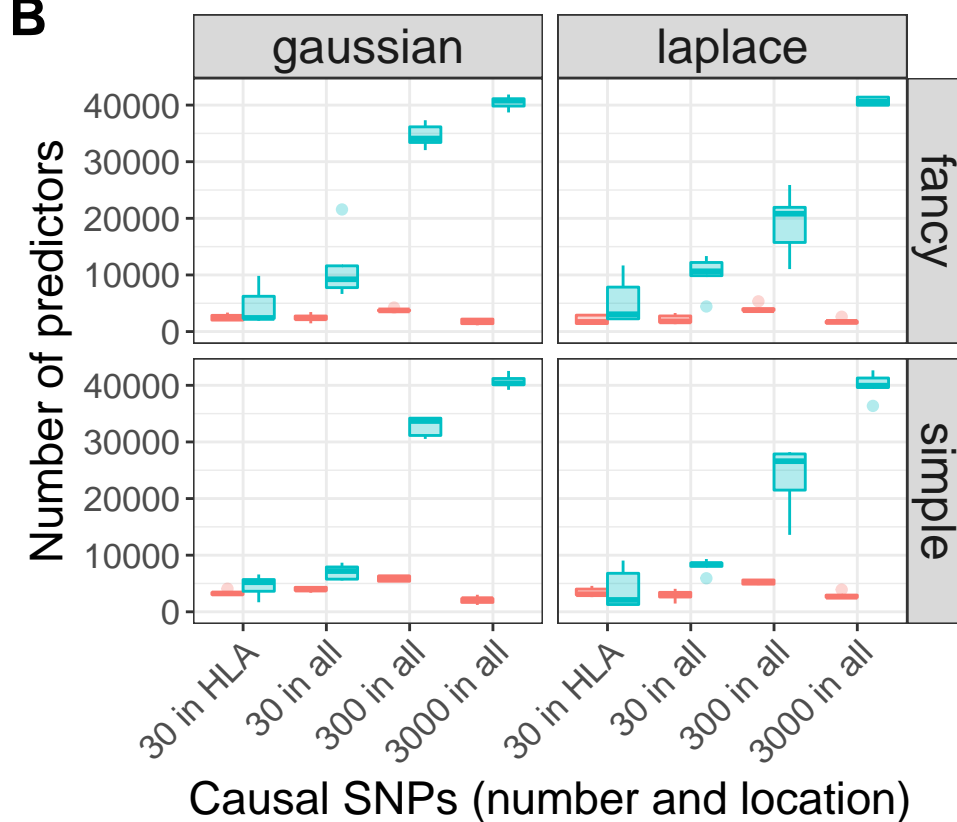 B
gaussian
laplace
Number of predictors
40000
30000
20000
10000
0
fancy
40000
30000
20000
10000
0
simple
30 in HLA
30 in all
300 in all
3000 in all
30 in HLA
30 in all
300 in all
3000 in all
Causal SNPs (number and location)